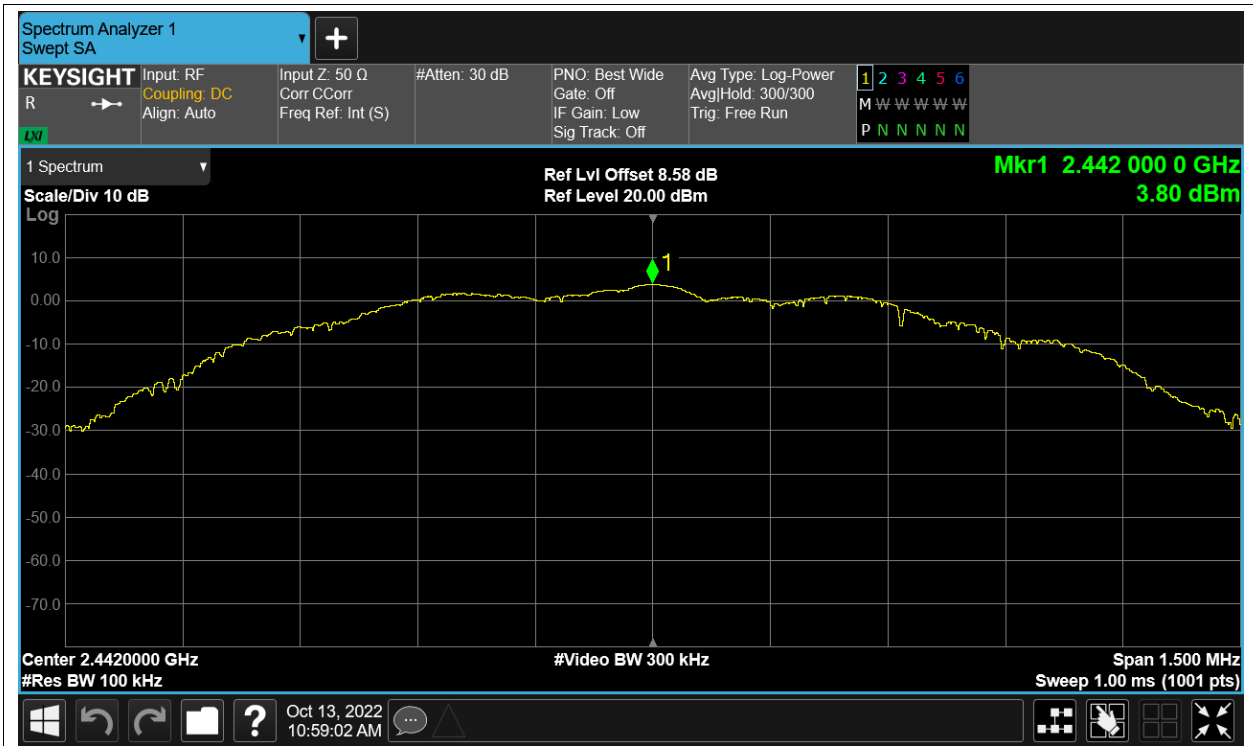 Spectrum Analyzer 1
Swept SA
KEYSIGHT
R
LXI
Input: RF
Coupling: DC
Align: Auto
Input Z: 50 Ω
Corr CCorr
Freq Ref: Int (S)
#Atten: 30 dB
PNO: Best Wide
Gate: Off
IF Gain: Low
Sig Track: Off
Avg Type: Log-Power
Avg|Hold: 300/300
Trig: Free Run
1 2 3 4 5 6
M W W W W W
P N N N N N
1 Spectrum
Scale/Div 10 dB
Log
Ref Lvl Offset 8.58 dB
Ref Level 20.00 dBm
Mkr1 2.442 000 0 GHz
3.80 dBm
1
10.0
0.00
-10.0
-20.0
-30.0
-40.0
-50.0
-60.0
-70.0
Center 2.4420000 GHz
#Res BW 100 kHz
#Video BW 300 kHz
Span 1.500 MHz
Sweep 1.00 ms (1001 pts)
?
Oct 13, 2022
10:59:02 AM